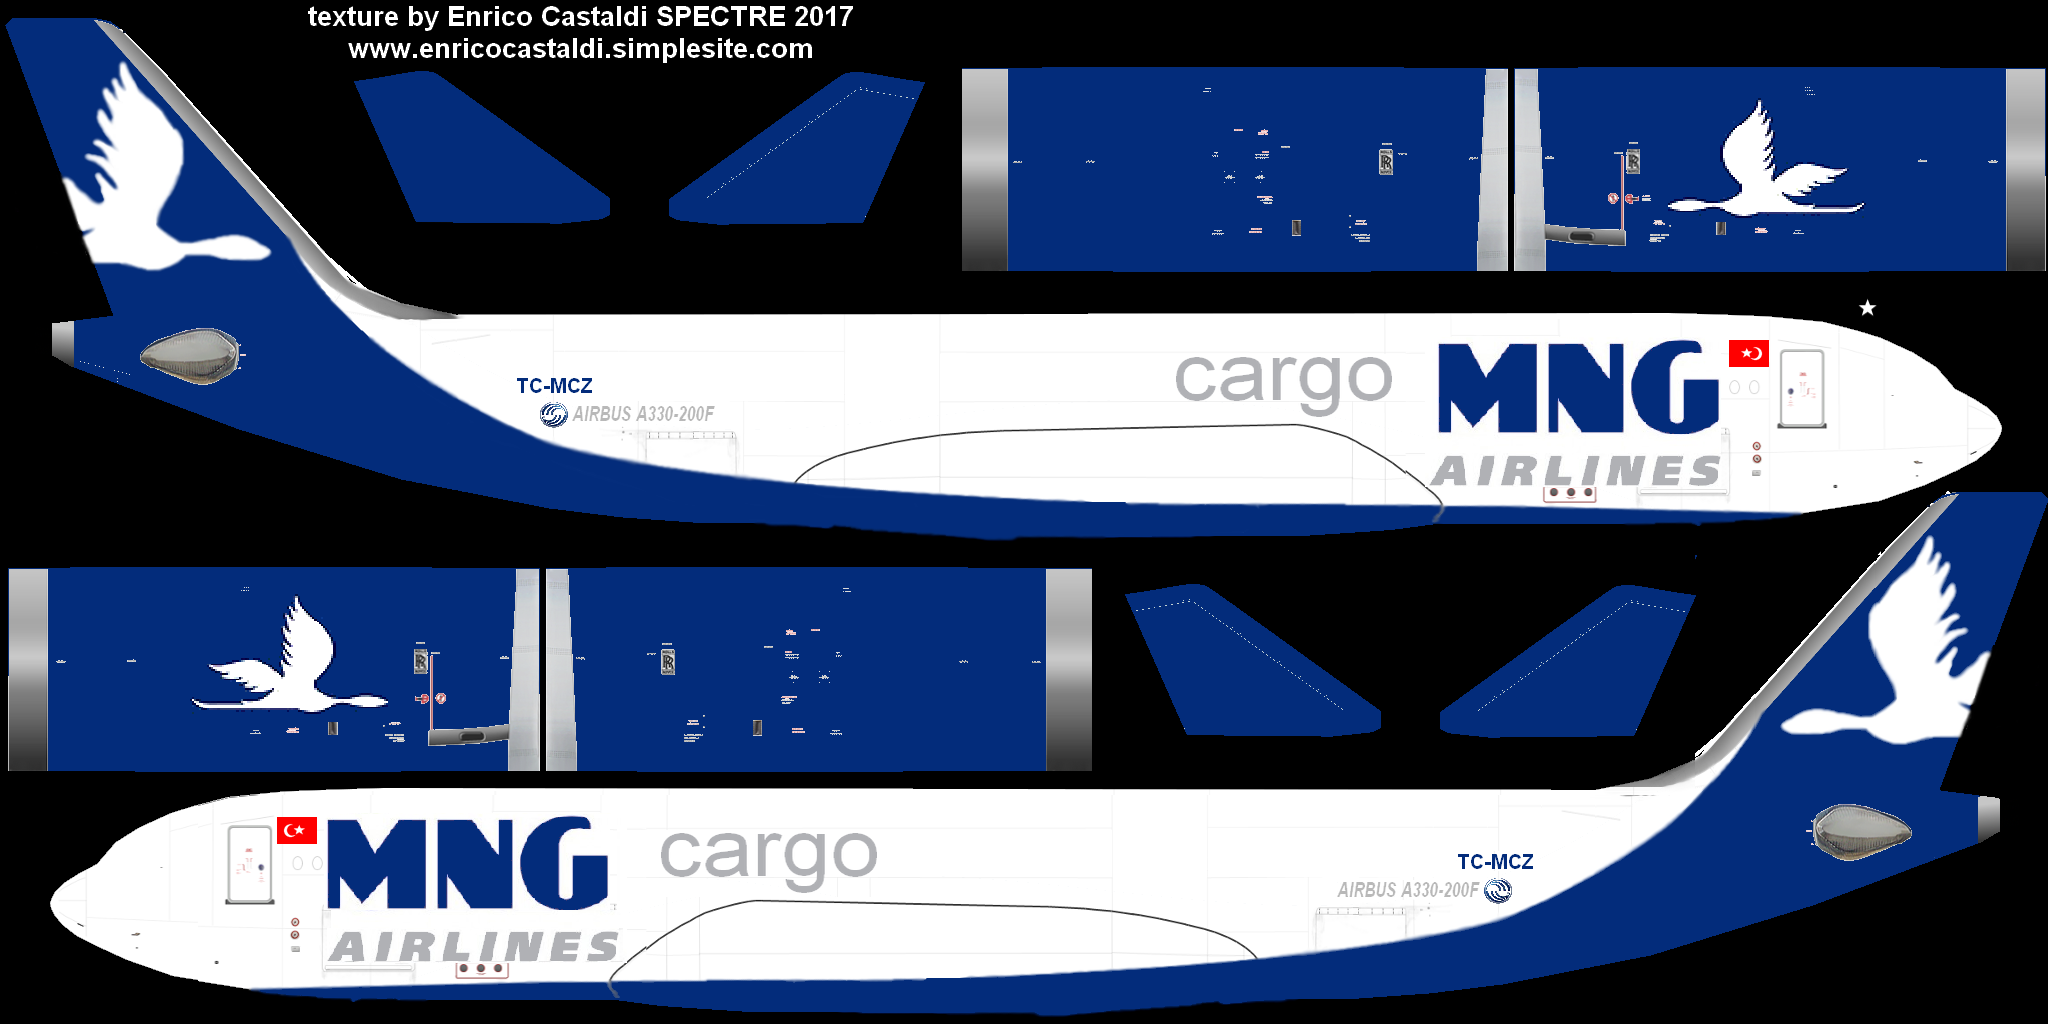 texture by Enrico Castaldi SPECTRE 2017
www.enricocastaldi.simplesite.com
cargo
MNG
AIRLINES
TC-MCZ
AIRBUS A330-200F
MNG
AIRLINES
cargo
TC-MCZ
AIRBUS A330-200F